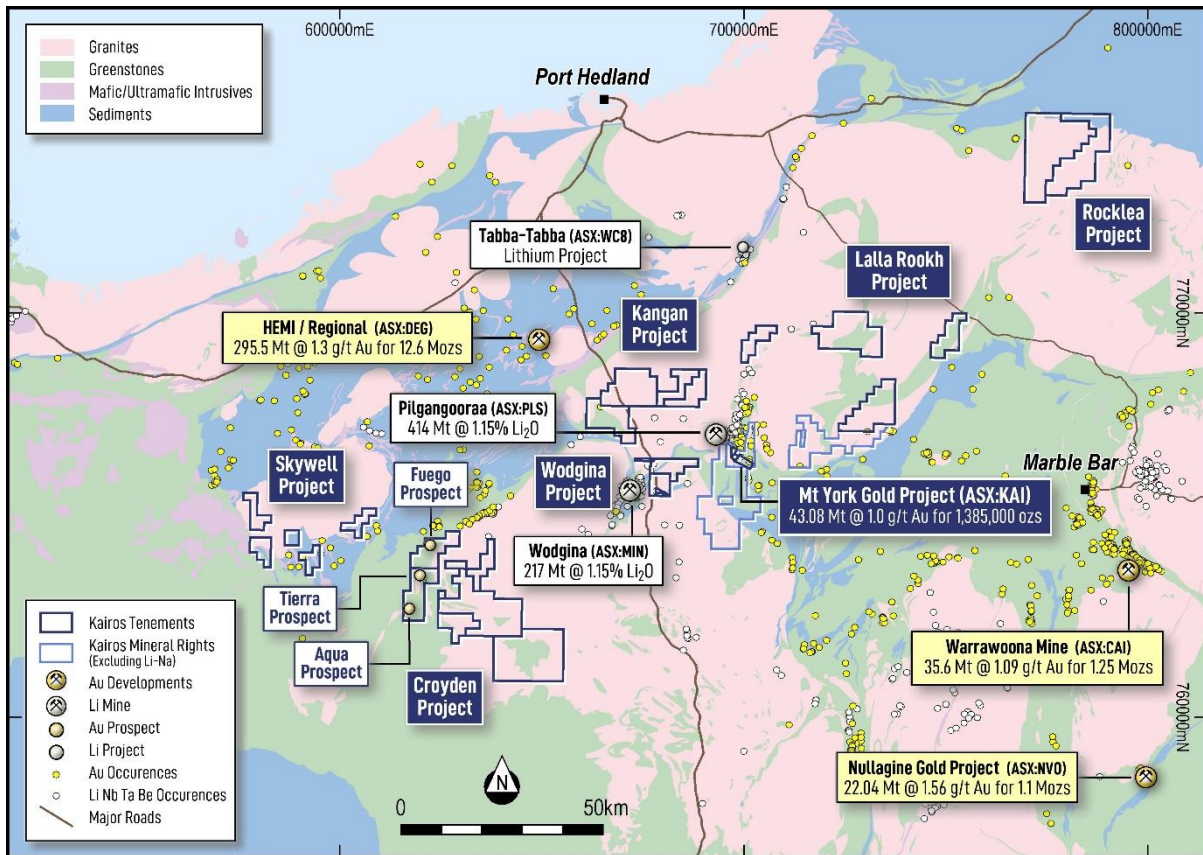 600000mE
700000mE
800000mE
Granites
Greenstones
Mafic/Ultramafic Intrusives
Sediments
Port Hedland
Rocklea
Project
Tabba-Tabba (ASX:WC8)
Lithium Project
Lalla Rookh
Project
Kangan
Project
770000mN
HEMI / Regional (ASX:DEG)
295.5 Mt @ 1.3 g/t Au for 12.6 Mozs
Pilgangooraa (ASX:PLS)
414 Mt @ 1.15% Li₂O
Skywell
Project
Fuego
Prospect
Wodgina
Project
Marble Bar
Mt York Gold Project (ASX:KAI)
43.08 Mt @ 1.0 g/t Au for 1,385,000 ozs
Wodgina (ASX:MIN)
217 Mt @ 1.15% Li₂O
Tierra
Prospect
Aqua
Prospect
Croyden
Project
Warrawoona Mine (ASX:CAI)
35.6 Mt @ 1.09 g/t Au for 1.25 Mozs
760000mN
Nullagine Gold Project (ASX:NVO)
22.04 Mt @ 1.56 g/t Au for 1.1 Mozs
Kairos Tenements
Kairos Mineral Rights
(Excluding Li-Na)
Au Developments
Li Mine
Au Prospect
Li Project
Au Occurences
Li Nb Ta Be Occurences
Major Roads
N
0
50km